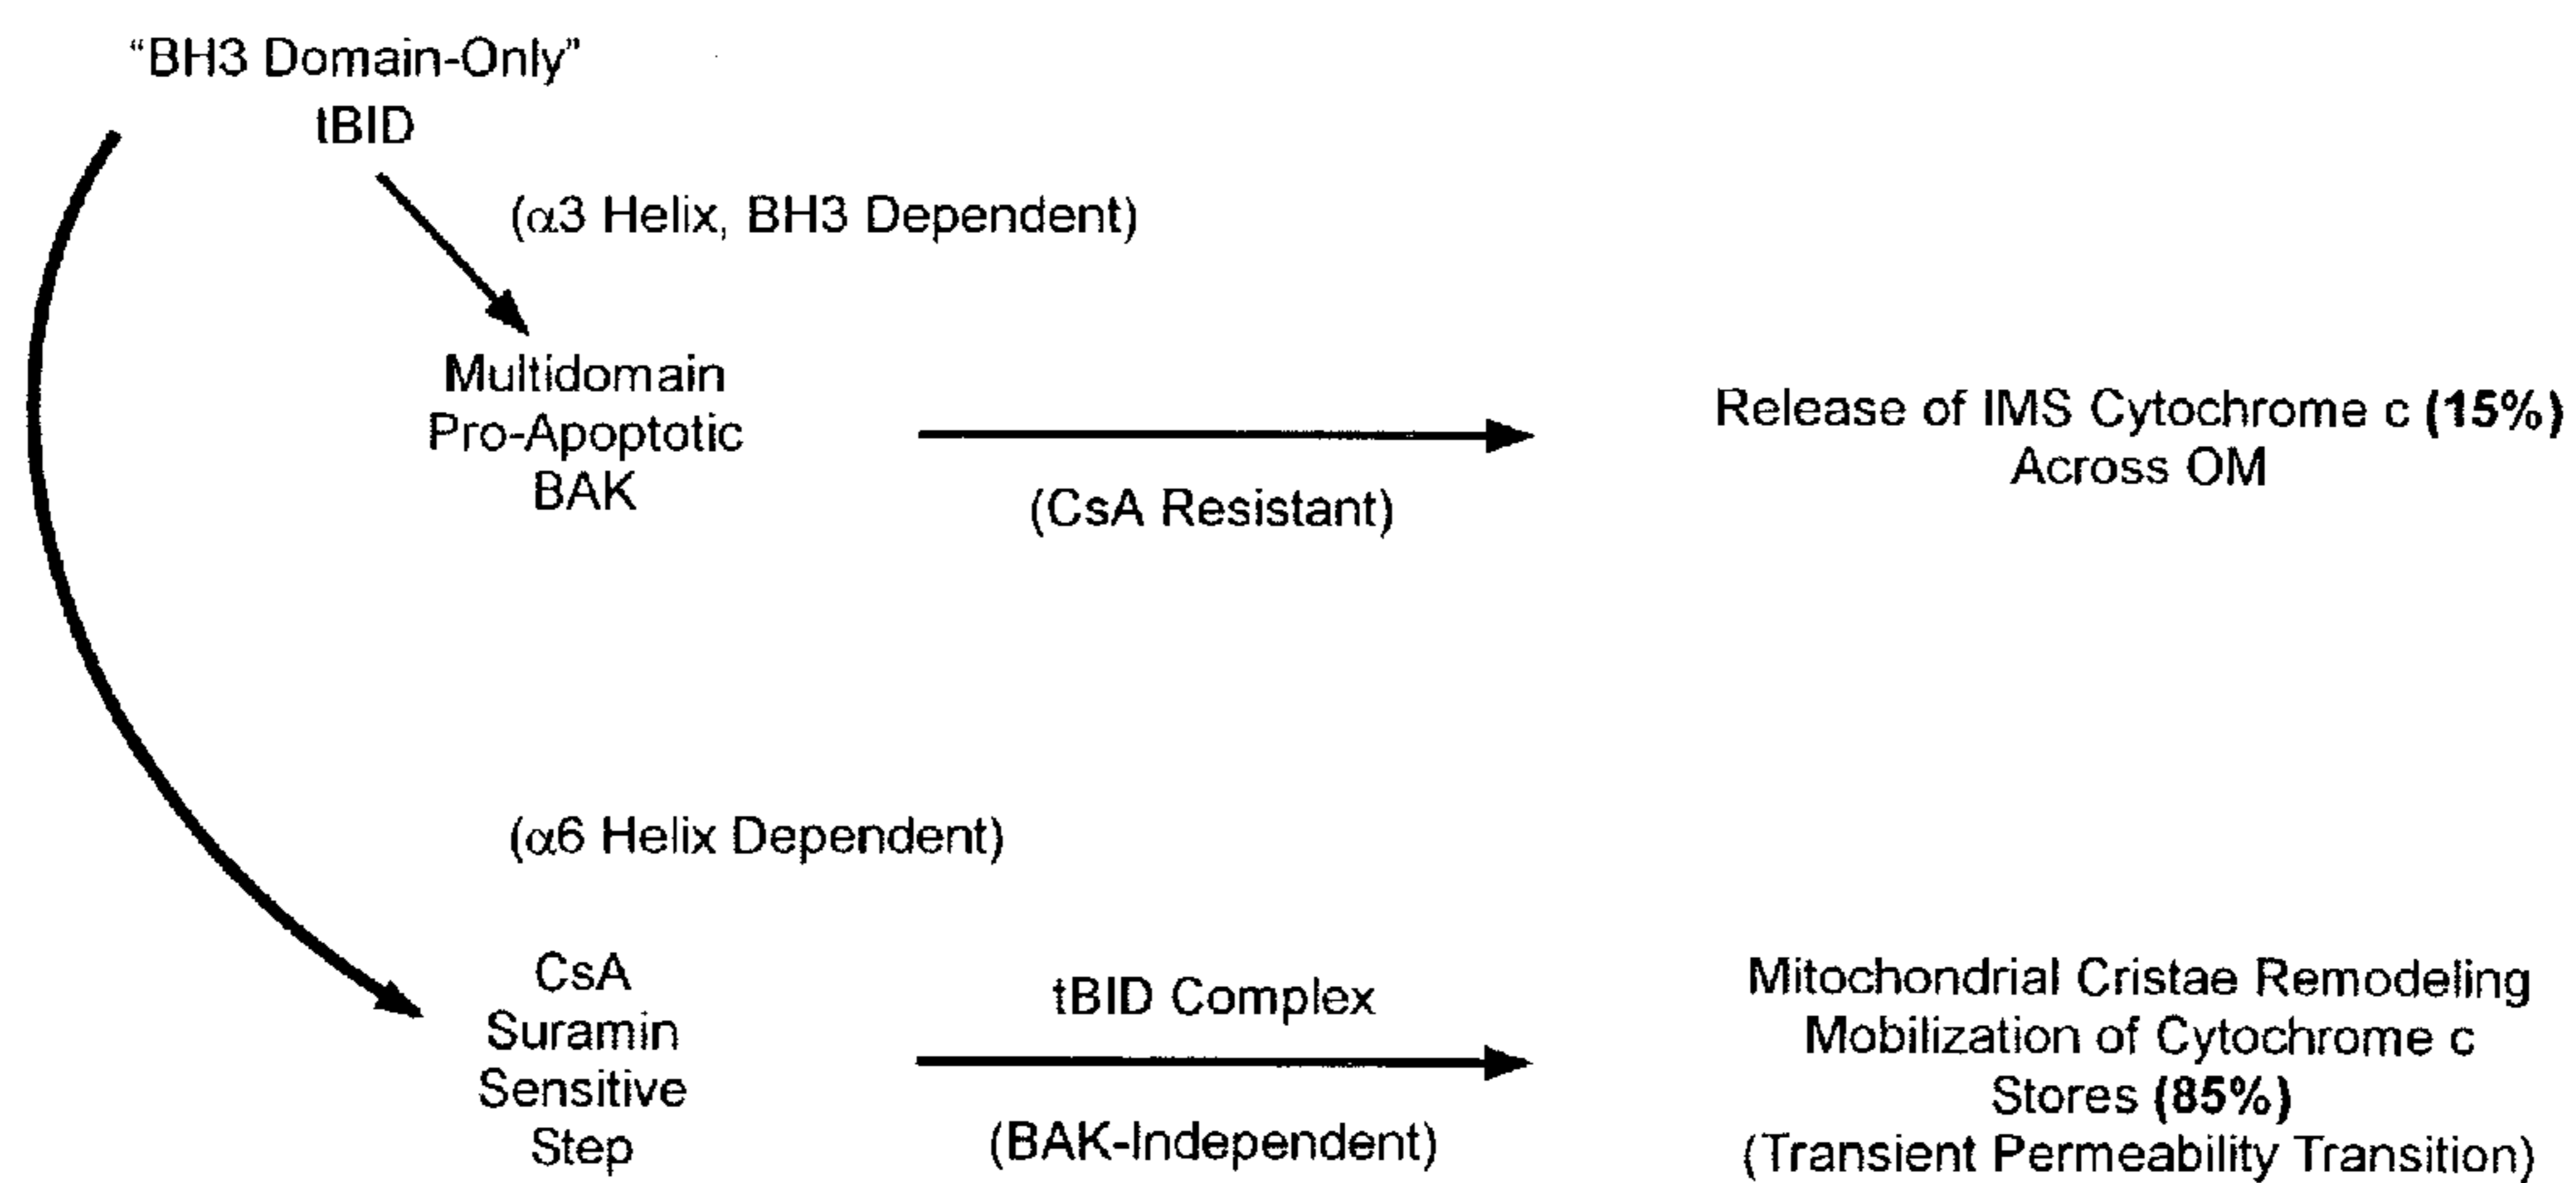 “BH3 Domain-Only”
tBID
(α3 Helix, BH3 Dependent)
Multidomain
Pro-Apoptotic
BAK
(CsA Resistant)
Release of IMS Cytochrome c (15%)
Across OM
(α6 Helix Dependent)
CsA
Suramin
Sensitive
Step
tBID Complex
(BAK-Independent)
Mitochondrial Cristae Remodeling
Mobilization of Cytochrome c
Stores (85%)
(Transient Permeability Transition)